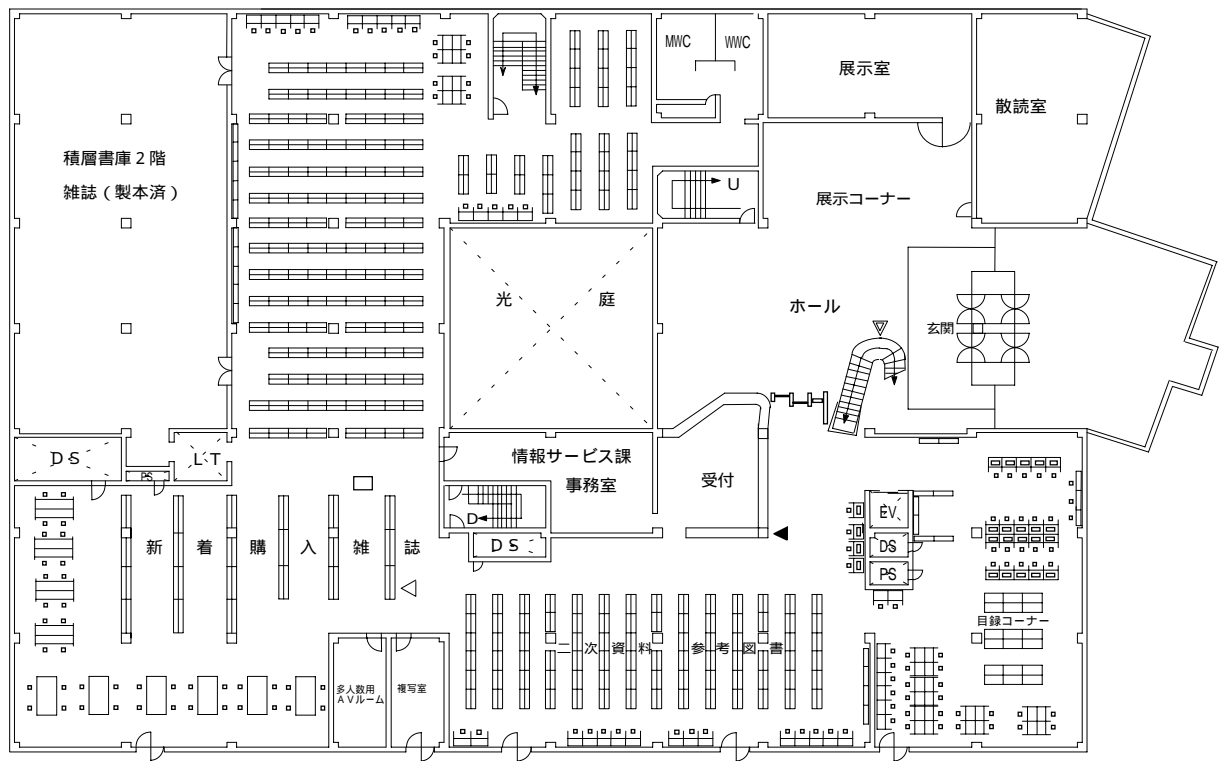 MWC
WWC
展示室
散読室
積層書庫２階
雑誌（製本済）
U
展示コーナー
光庭
ホール
玄関
DS
PS
LT
情報サービス課
事務室
受付
D
DS
EV
DS
PS
新着購入雑誌
目録コーナー
二次資料
参考図書
多人数用
ＡＶルーム
複写室